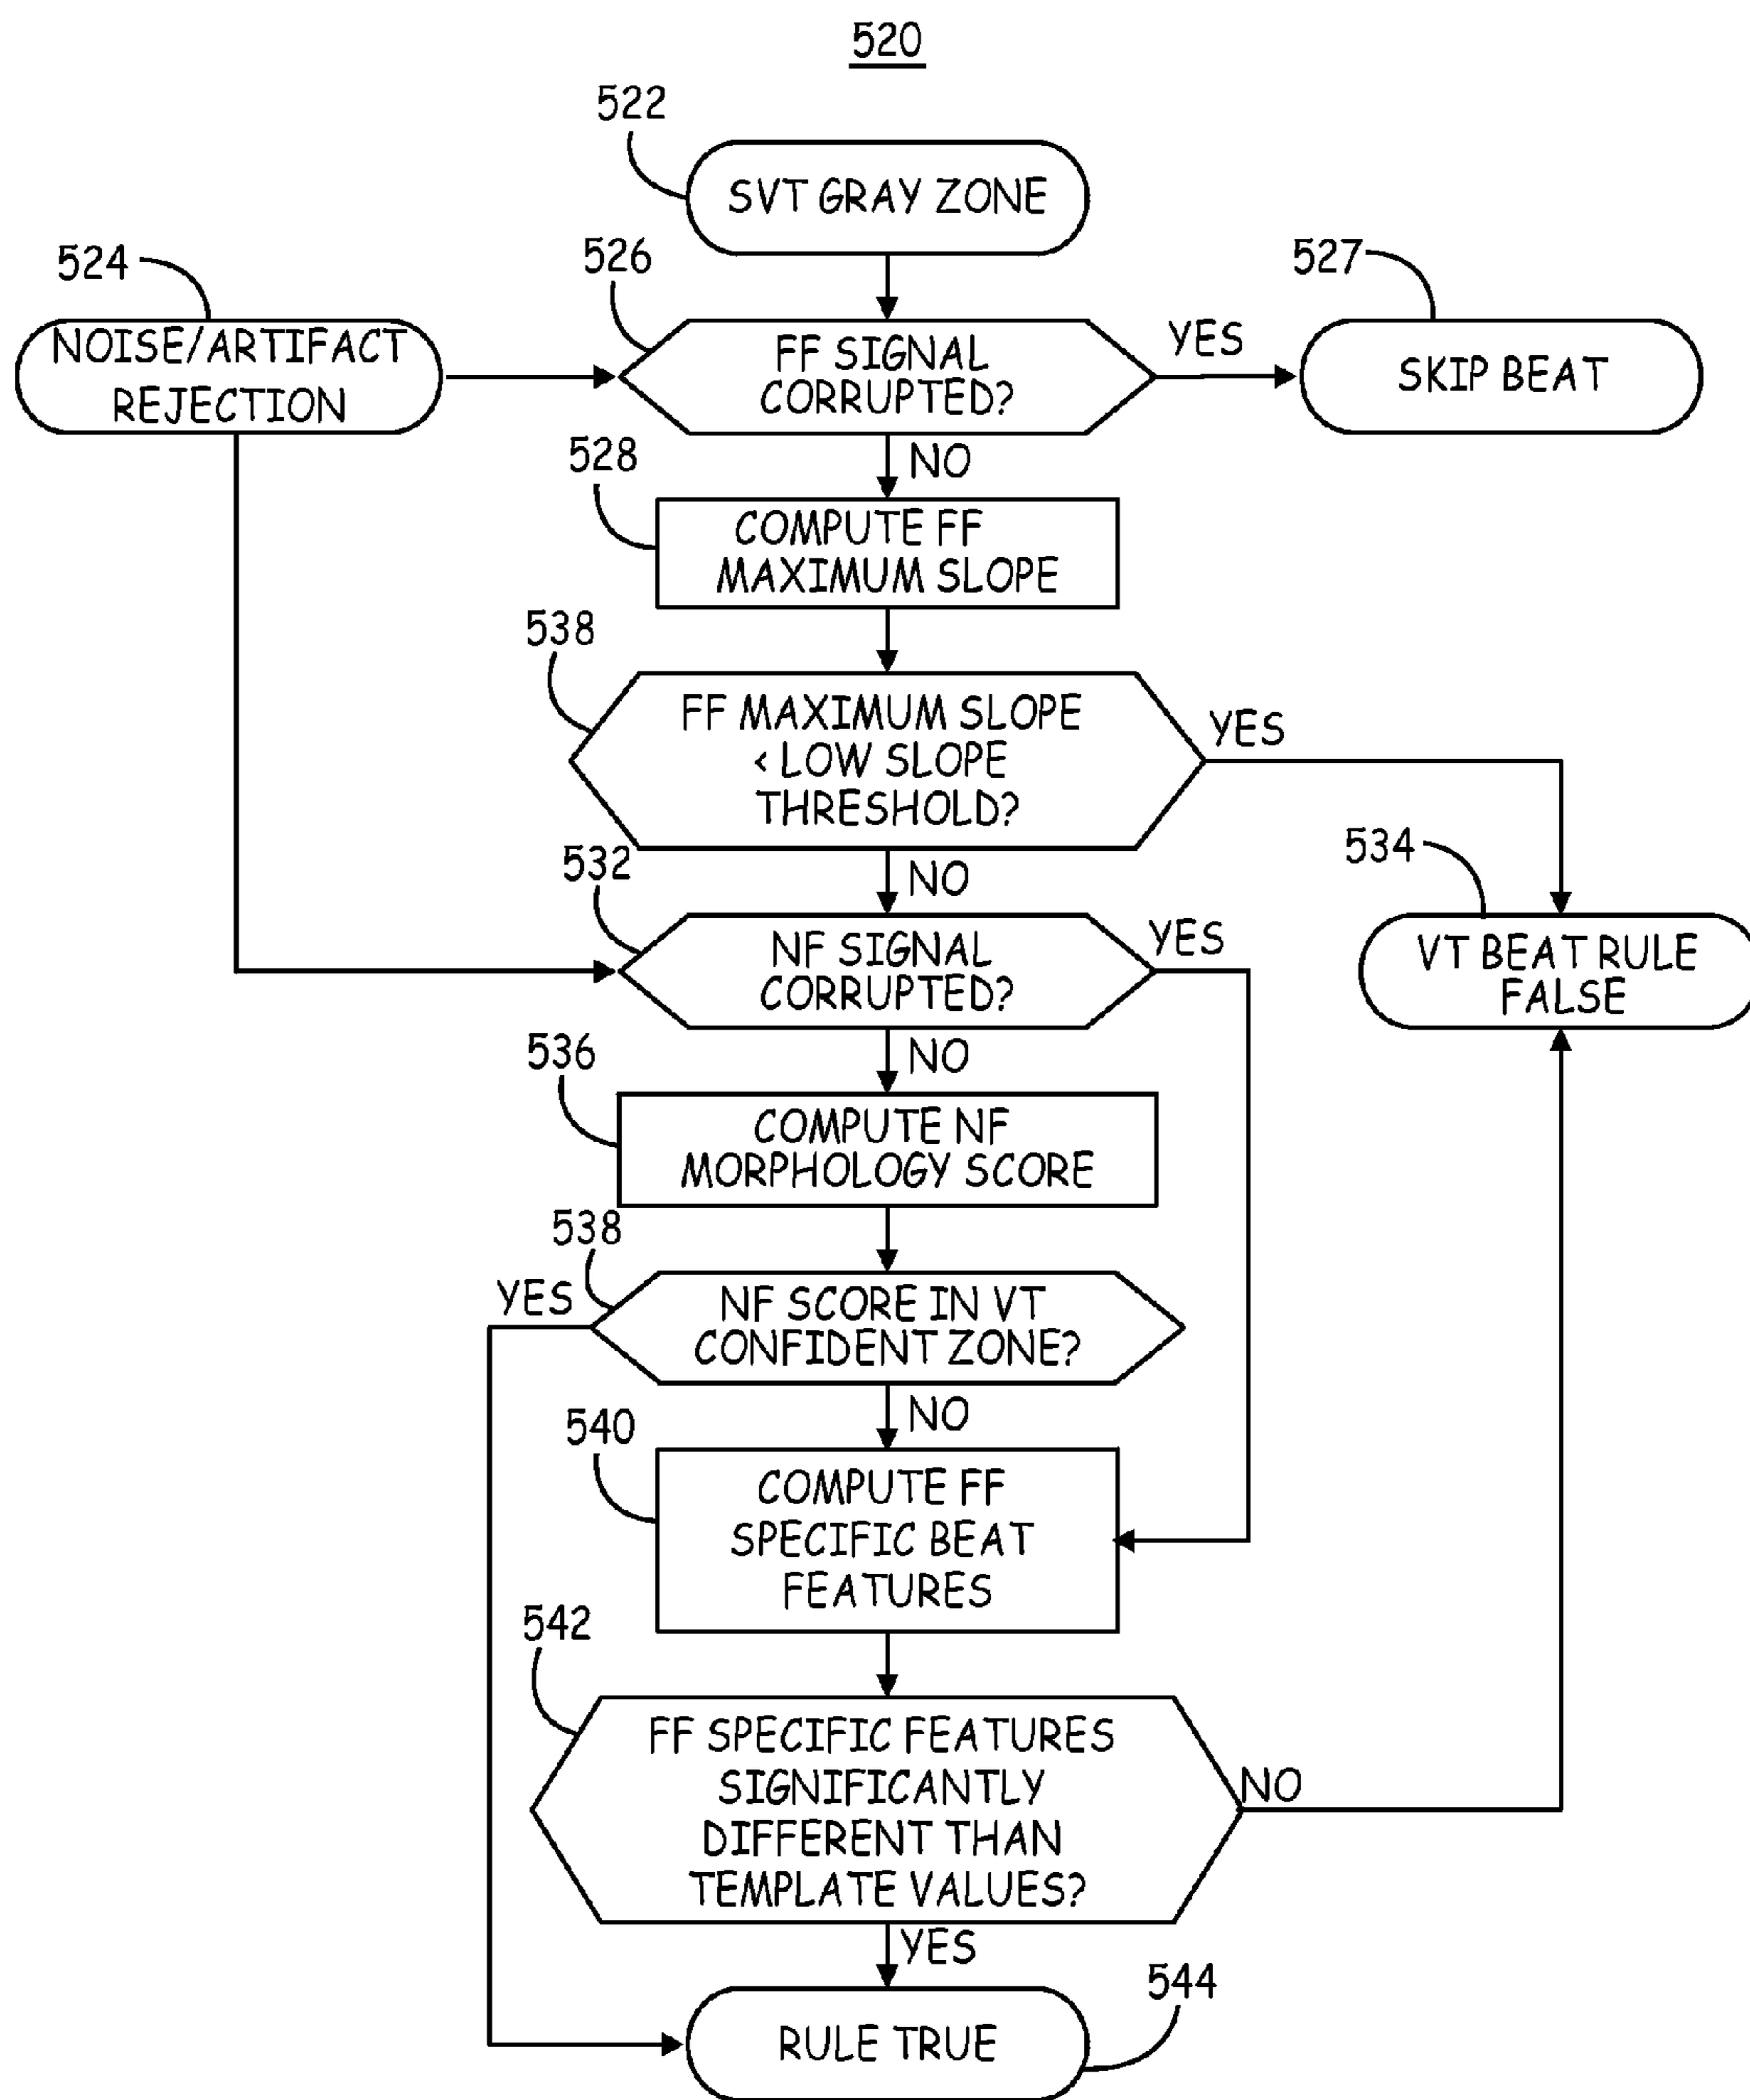 520
522
SVT GRAY ZONE
524
NOISE/ARTIFACT
REJECTION
526
FF SIGNAL
CORRUPTED?
YES
527
SKIP BEAT
NO
528
COMPUTE FF
MAXIMUM SLOPE
538
FF MAXIMUM SLOPE
< LOW SLOPE
THRESHOLD?
YES
534
VT BEAT RULE
FALSE
NO
532
NF SIGNAL
CORRUPTED?
YES
NO
536
COMPUTE NF
MORPHOLOGY SCORE
538
YES
NF SCORE IN VT
CONFIDENT ZONE?
NO
540
COMPUTE FF
SPECIFIC BEAT
FEATURES
542
FF SPECIFIC FEATURES
SIGNIFICANTLY
DIFFERENT THAN
TEMPLATE VALUES?
NO
YES
544
RULE TRUE